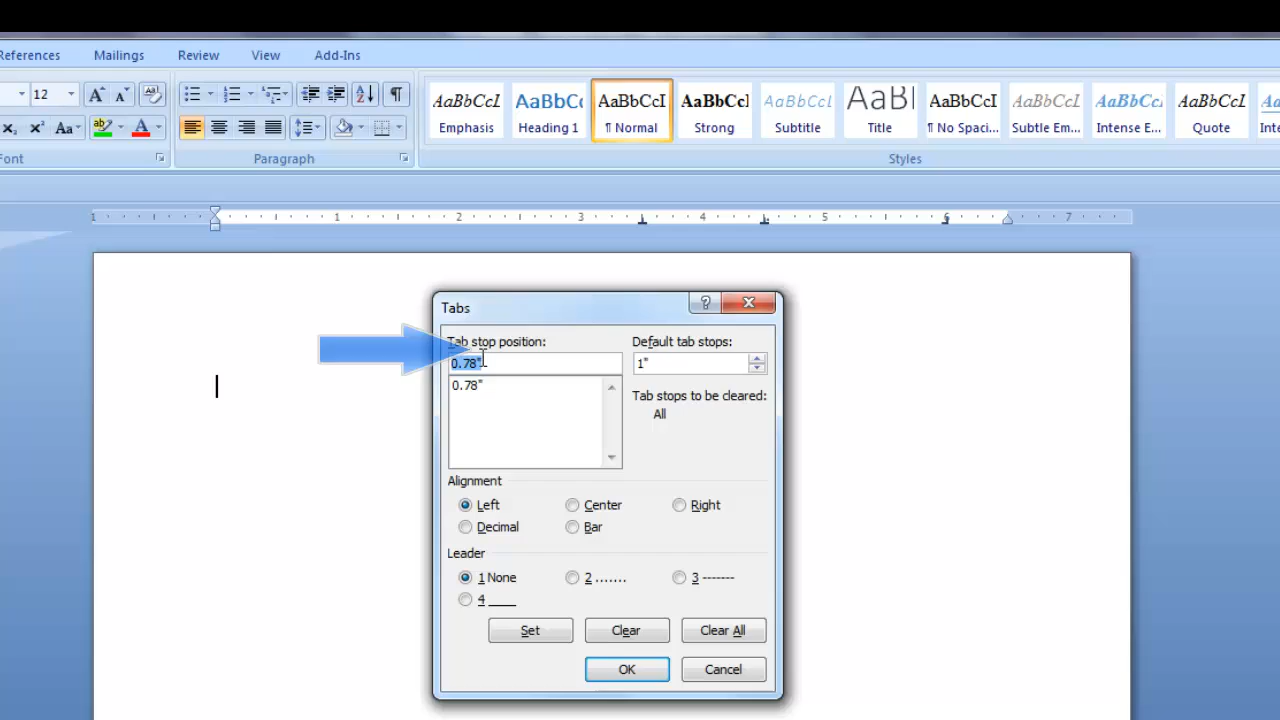 References Mailings Review View Add-Ins
12
Aa
AaBbCcI AaBbCc AaBbCcI AaBbCcI AaBbCcL AaBl AaBbCcI AaBbCcI AaBbCcI AaBbCcI
Emphasis Heading 1 ¶ Normal Strong Subtitle Title ¶ No Spaci... Subtle Em... Intense E... Quote Inte
Font Paragraph Styles
1 1 2 3 4 5 6 7
Tabs
Tab stop position: Default tab stops:
0.78" 1"
0.78"
Tab stops to be cleared:
All
Alignment
Left Center Right
Decimal Bar
Leader
1 None 2 ....... 3 -------
4 ____
Set Clear Clear All
OK Cancel